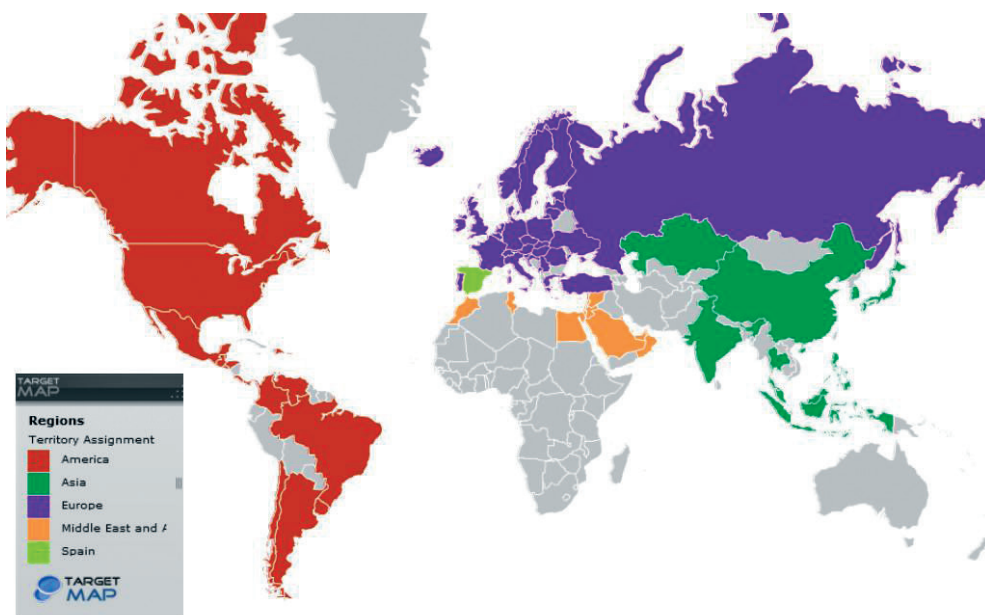 TARGET
MAP
Regions
Territory Assignment
America
Asia
Europe
Middle East and A
Spain
TARGET
MAP